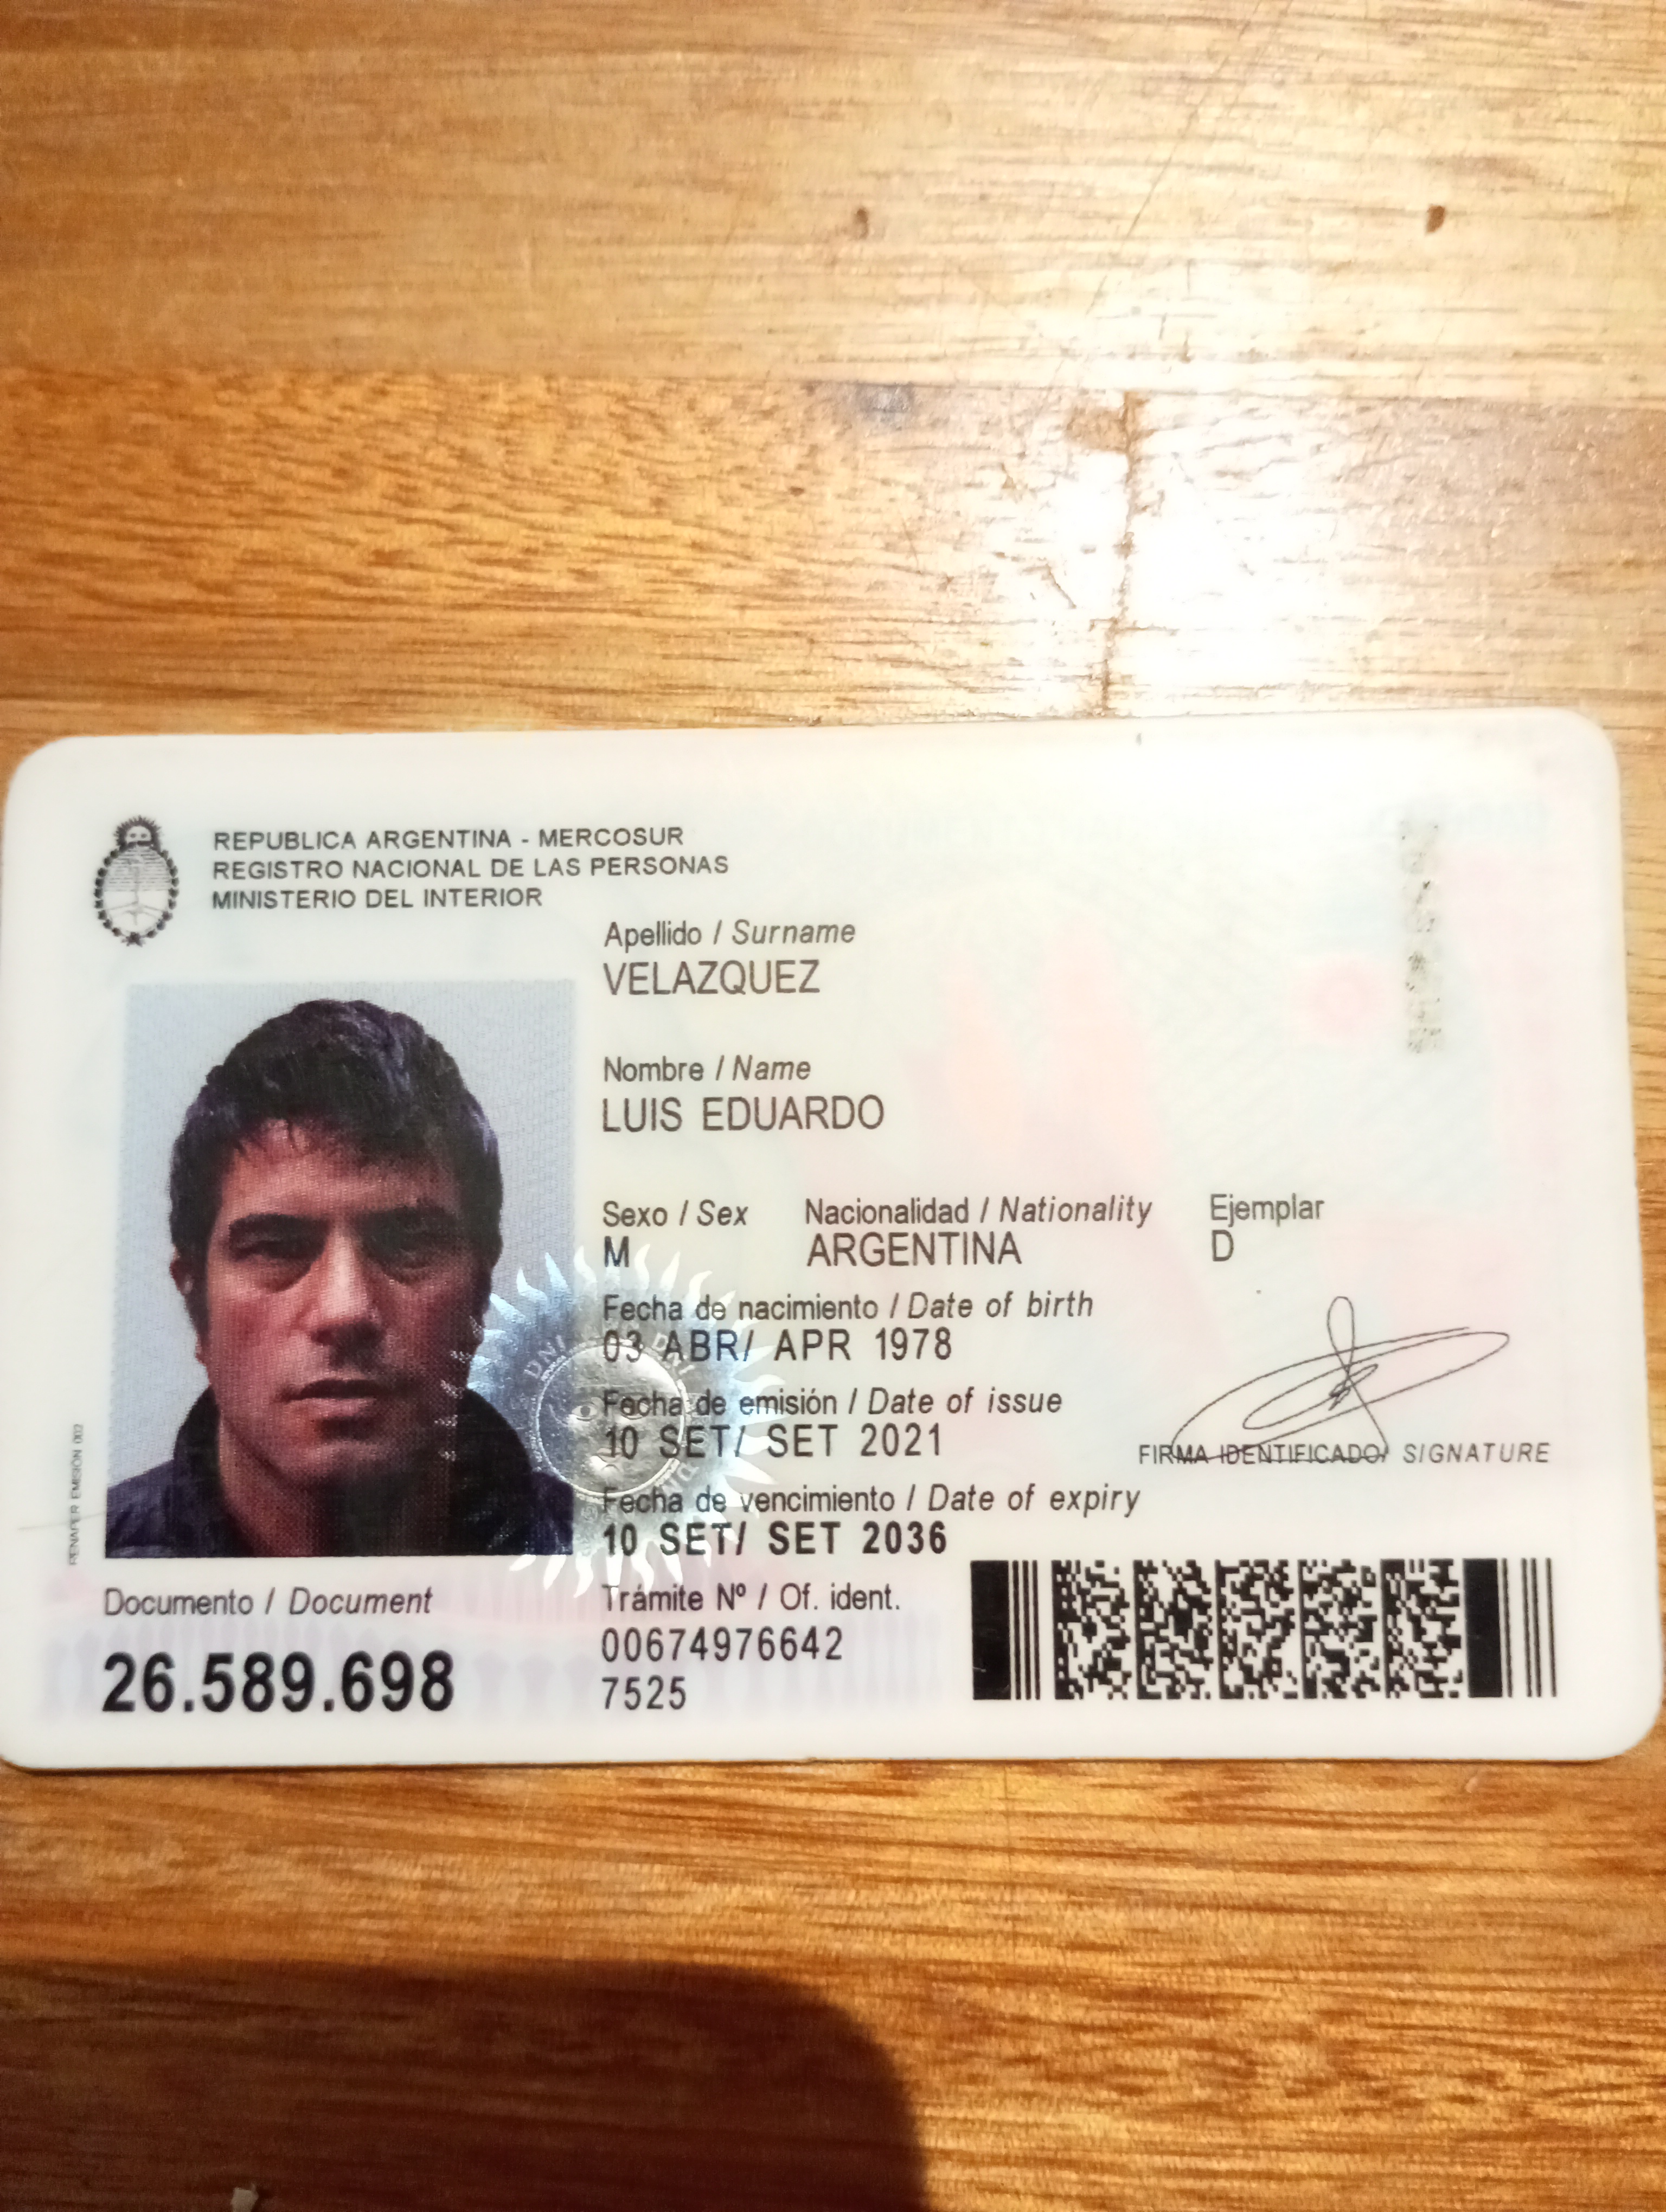 REPUBLICA ARGENTINA - MERCOSUR
REGISTRO NACIONAL DE LAS PERSONAS
MINISTERIO DEL INTERIOR
Apellido / Surname
VELAZQUEZ
Nombre / Name
LUIS EDUARDO
Sexo / Sex Nacionalidad / Nationality Ejemplar
M ARGENTINA D
Fecha de nacimiento / Date of birth
03 ABR/ APR 1978
Fecha de emisión / Date of issue
10 SET/ SET 2021
FIRMA IDENTIFICADO/ SIGNATURE
Fecha de vencimiento / Date of expiry
10 SET/ SET 2036
Documento / Document
26.589.698
Trámite Nº / Of. ident.
00674976642
7525
DNI